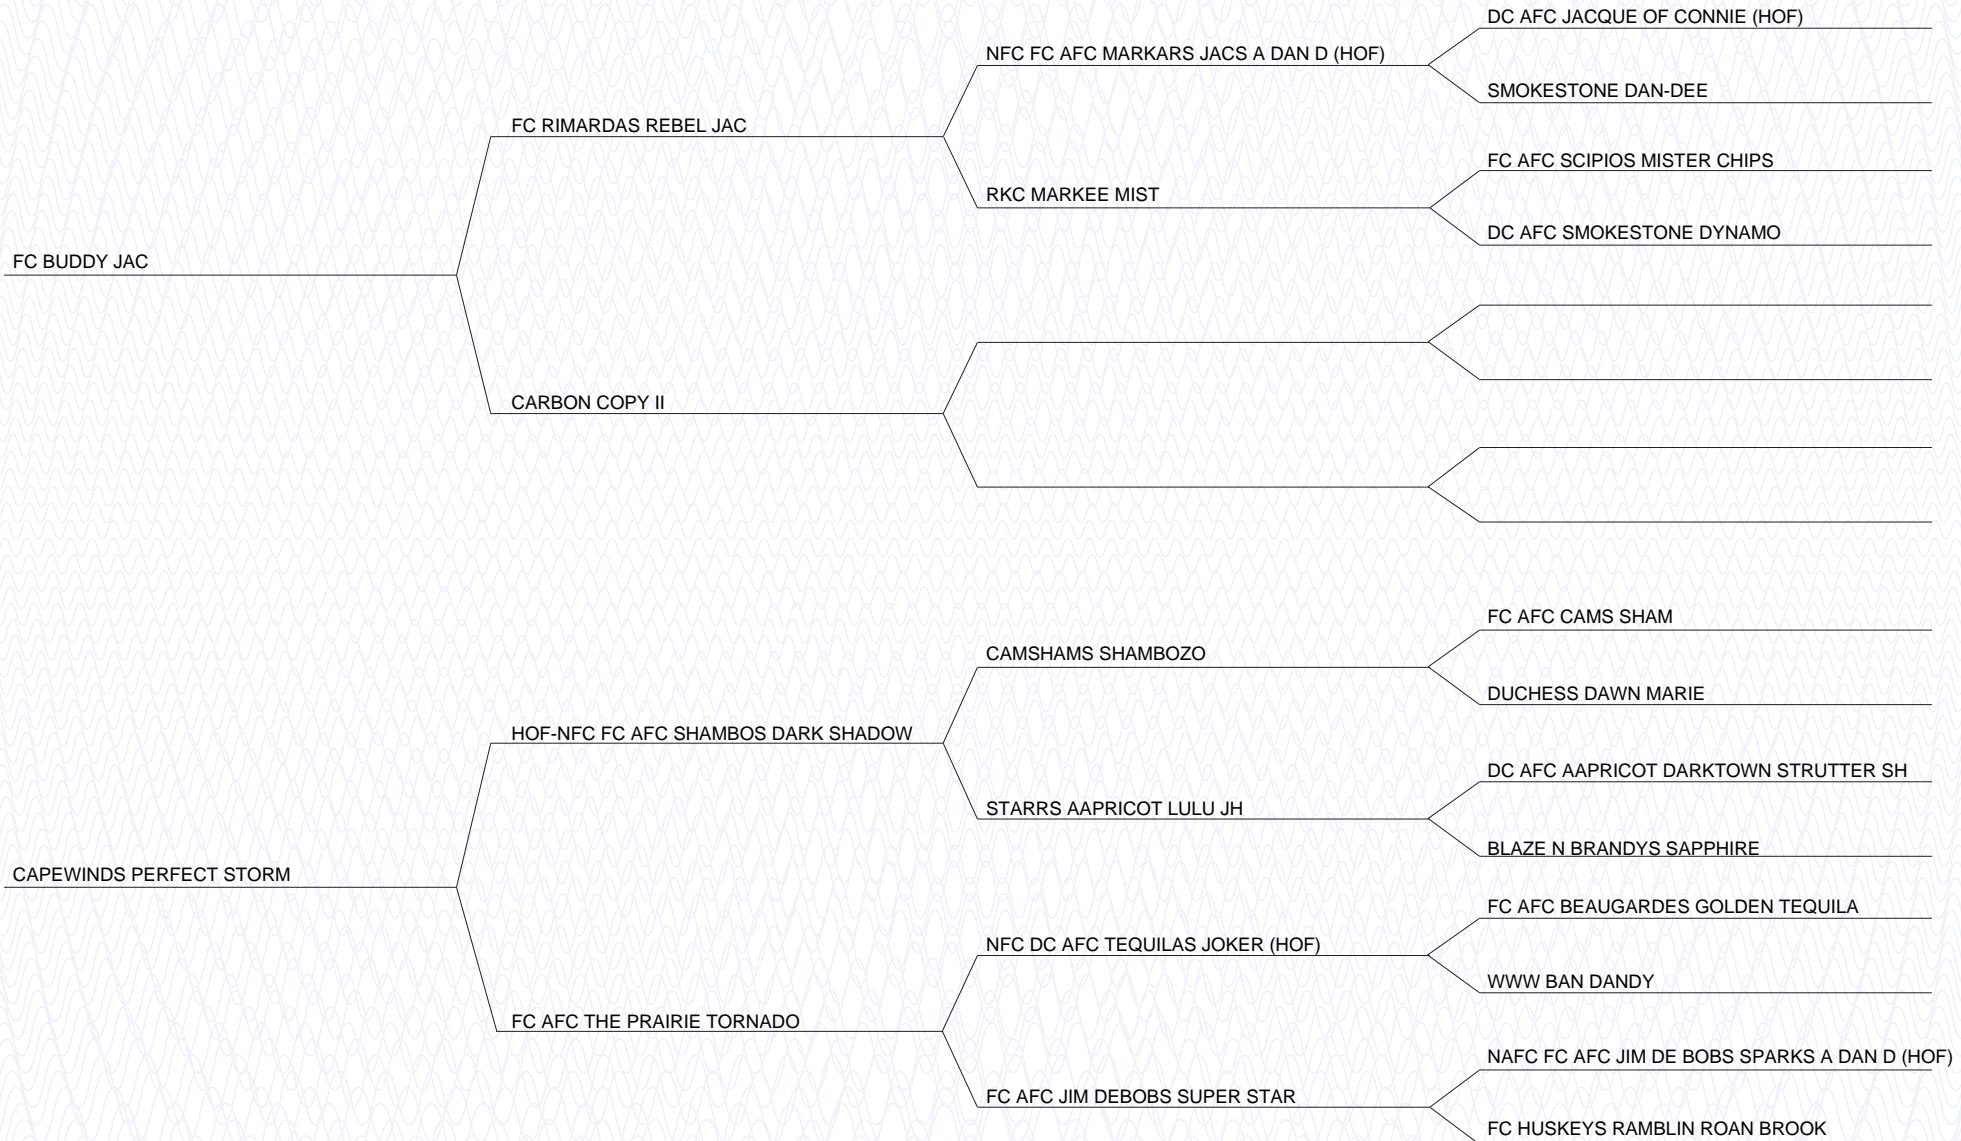 DC AFC JACQUE OF CONNIE (HOF)
NFC FC AFC MARKARS JACS A DAN D (HOF)
SMOKESTONE DAN-DEE
FC RIMARDAS REBEL JAC
FC AFC SCIPIOS MISTER CHIPS
RKC MARKEE MIST
DC AFC SMOKESTONE DYNAMO
FC BUDDY JAC
CARBON COPY II
FC AFC CAMS SHAM
CAMSHAMS SHAMBOZO
DUCHESS DAWN MARIE
HOF-NFC FC AFC SHAMBOS DARK SHADOW
DC AFC AAPRICOT DARKTOWN STRUTTER SH
STARRS AAPRICOT LULU JH
BLAZE N BRANDYS SAPPHIRE
CAPEWINDS PERFECT STORM
FC AFC BEAUGARDES GOLDEN TEQUILA
NFC DC AFC TEQUILAS JOKER (HOF)
WWW BAN DANDY
FC AFC THE PRAIRIE TORNADO
NAFC FC AFC JIM DE BOBS SPARKS A DAN D (HOF)
FC AFC JIM DEBOBS SUPER STAR
FC HUSKEYS RAMBLIN ROAN BROOK